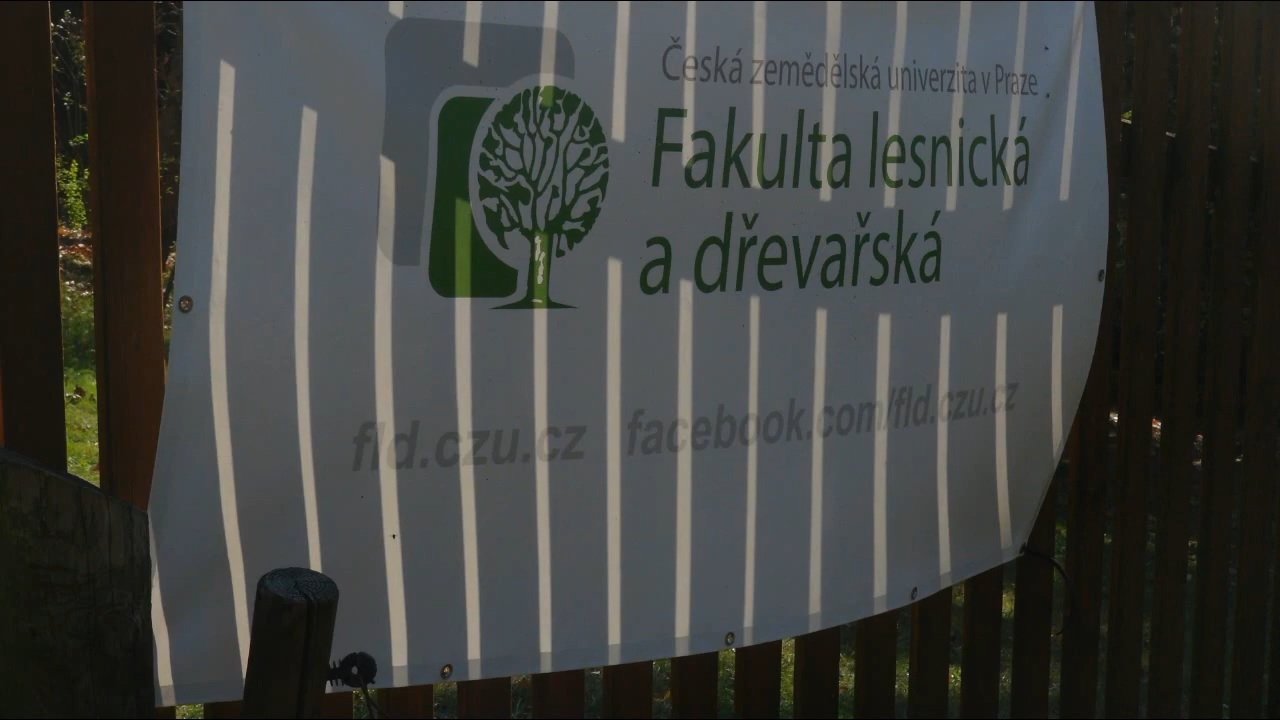 Česká zemědělská univerzita v Praze
Fakulta lesnická
a dřevařská
fld.czu.cz facebook.com/fld.czu.cz